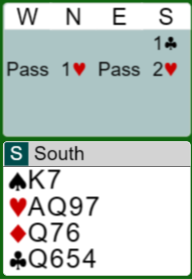 W N E S
1♣
Pass 1♥ Pass 2♥
S South
♠K7
♥AQ97
♦Q76
♣Q654